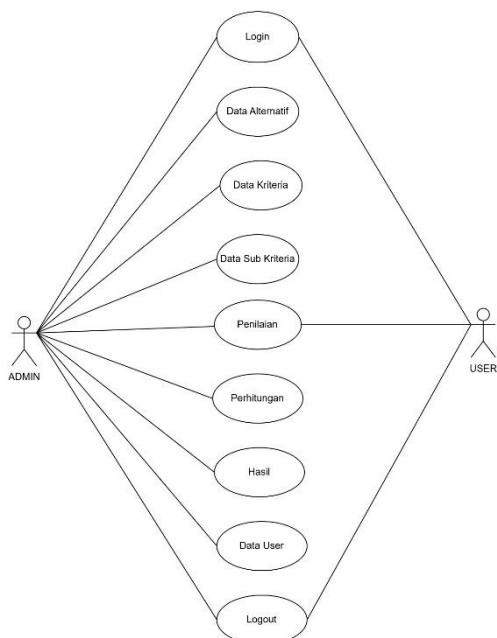 Login
Data Alternatif
Data Kriteria
Data Sub Kriteria
Penilaian
ADMIN
USER
Perhitungan
Hasil
Data User
Logout